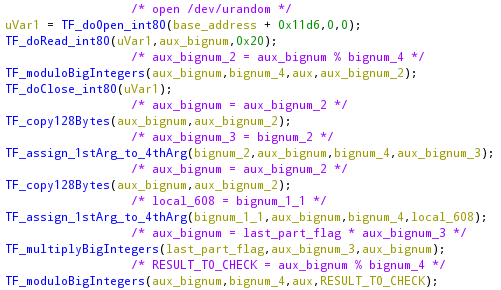 /* open /dev/urandom */
uVar1 = TF_doOpen_int80(base_address + 0x11d6,0,0);
TF_doRead_int80(uVar1,aux_bignum,0x20);
/* aux_bignum_2 = aux_bignum % bignum_4 */
TF_moduloBigIntegers(aux_bignum,bignum_4,aux,aux_bignum_2);
TF_doClose_int80(uVar1);
/* aux_bignum = aux_bignum_2 */
TF_copy128Bytes(aux_bignum,aux_bignum_2);
/* aux_bignum_3 = bignum_2 */
TF_assign_1stArg_to_4thArg(bignum_2,aux_bignum,bignum_4,aux_bignum_3);
/* aux_bignum = aux_bignum_2 */
TF_copy128Bytes(aux_bignum,aux_bignum_2);
/* local_608 = bignum_1_1 */
TF_assign_1stArg_to_4thArg(bignum_1_1,aux_bignum,bignum_4,local_608);
/* aux_bignum = last_part_flag * aux_bignum_3 */
TF_multiplyBigIntegers(last_part_flag,aux_bignum_3,aux_bignum);
/* RESULT_TO_CHECK = aux_bignum % bignum_4 */
TF_moduloBigIntegers(aux_bignum,bignum_4,aux,RESULT_TO_CHECK);